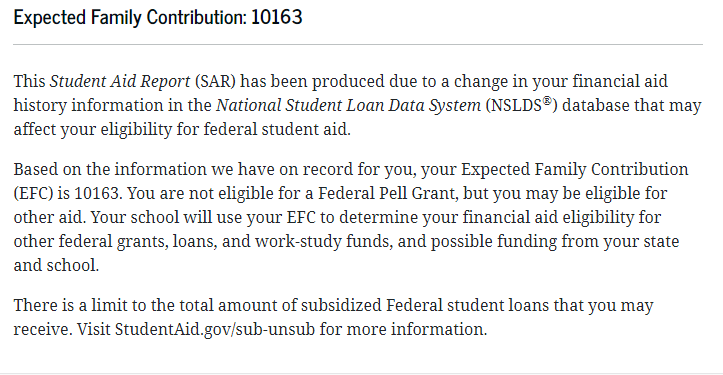 Expected Family Contribution: 10163
This Student Aid Report (SAR) has been produced due to a change in your financial aid
history information in the National Student Loan Data System (NSLDS®) database that may
affect your eligibility for federal student aid.
Based on the information we have on record for you, your Expected Family Contribution
(EFC) is 10163. You are not eligible for a Federal Pell Grant, but you may be eligible for
other aid. Your school will use your EFC to determine your financial aid eligibility for
other federal grants, loans, and work-study funds, and possible funding from your state
and school.
There is a limit to the total amount of subsidized Federal student loans that you may
receive. Visit StudentAid.gov/sub-unsub for more information.